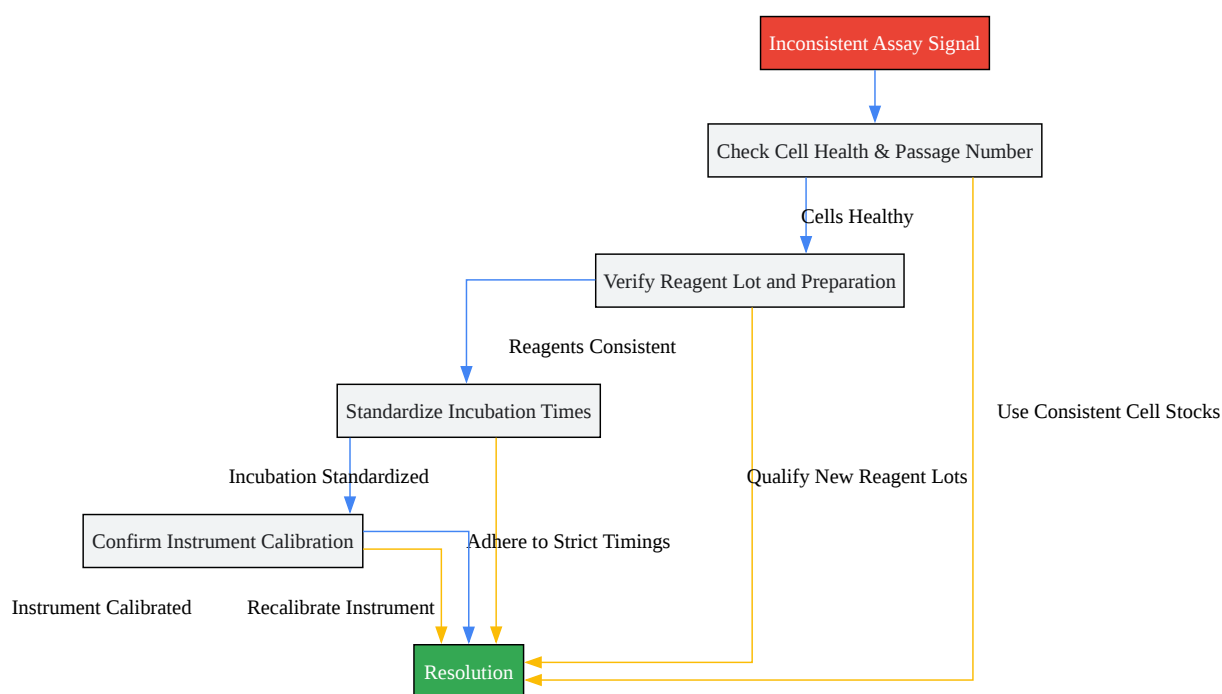 Inconsistent Assay Signal
Check Cell Health & Passage Number
Cells Healthy
Verify Reagent Lot and Preparation
Reagents Consistent
Standardize Incubation Times
Use Consistent Cell Stocks
Incubation Standardized
Qualify New Reagent Lots
Confirm Instrument Calibration
Adhere to Strict Timings
Instrument Calibrated
Recalibrate Instrument
Resolution